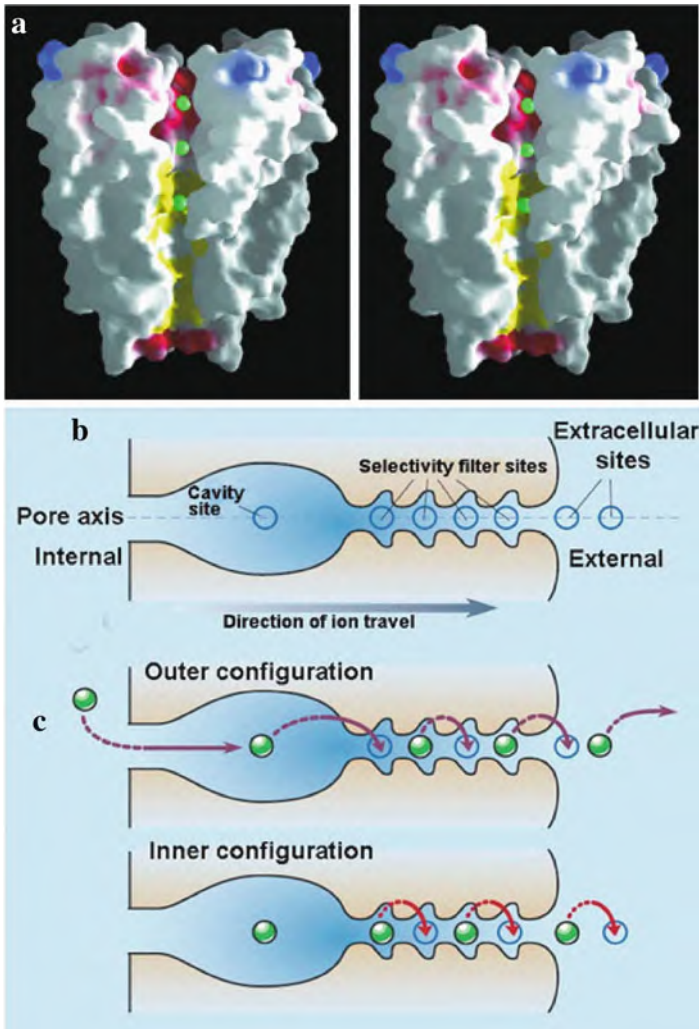 a
b
Extracellular
sites
Selectivity filter sites
Cavity
site
Pore axis
Internal
External
Direction of ion travel
Outer configuration
c
Inner configuration